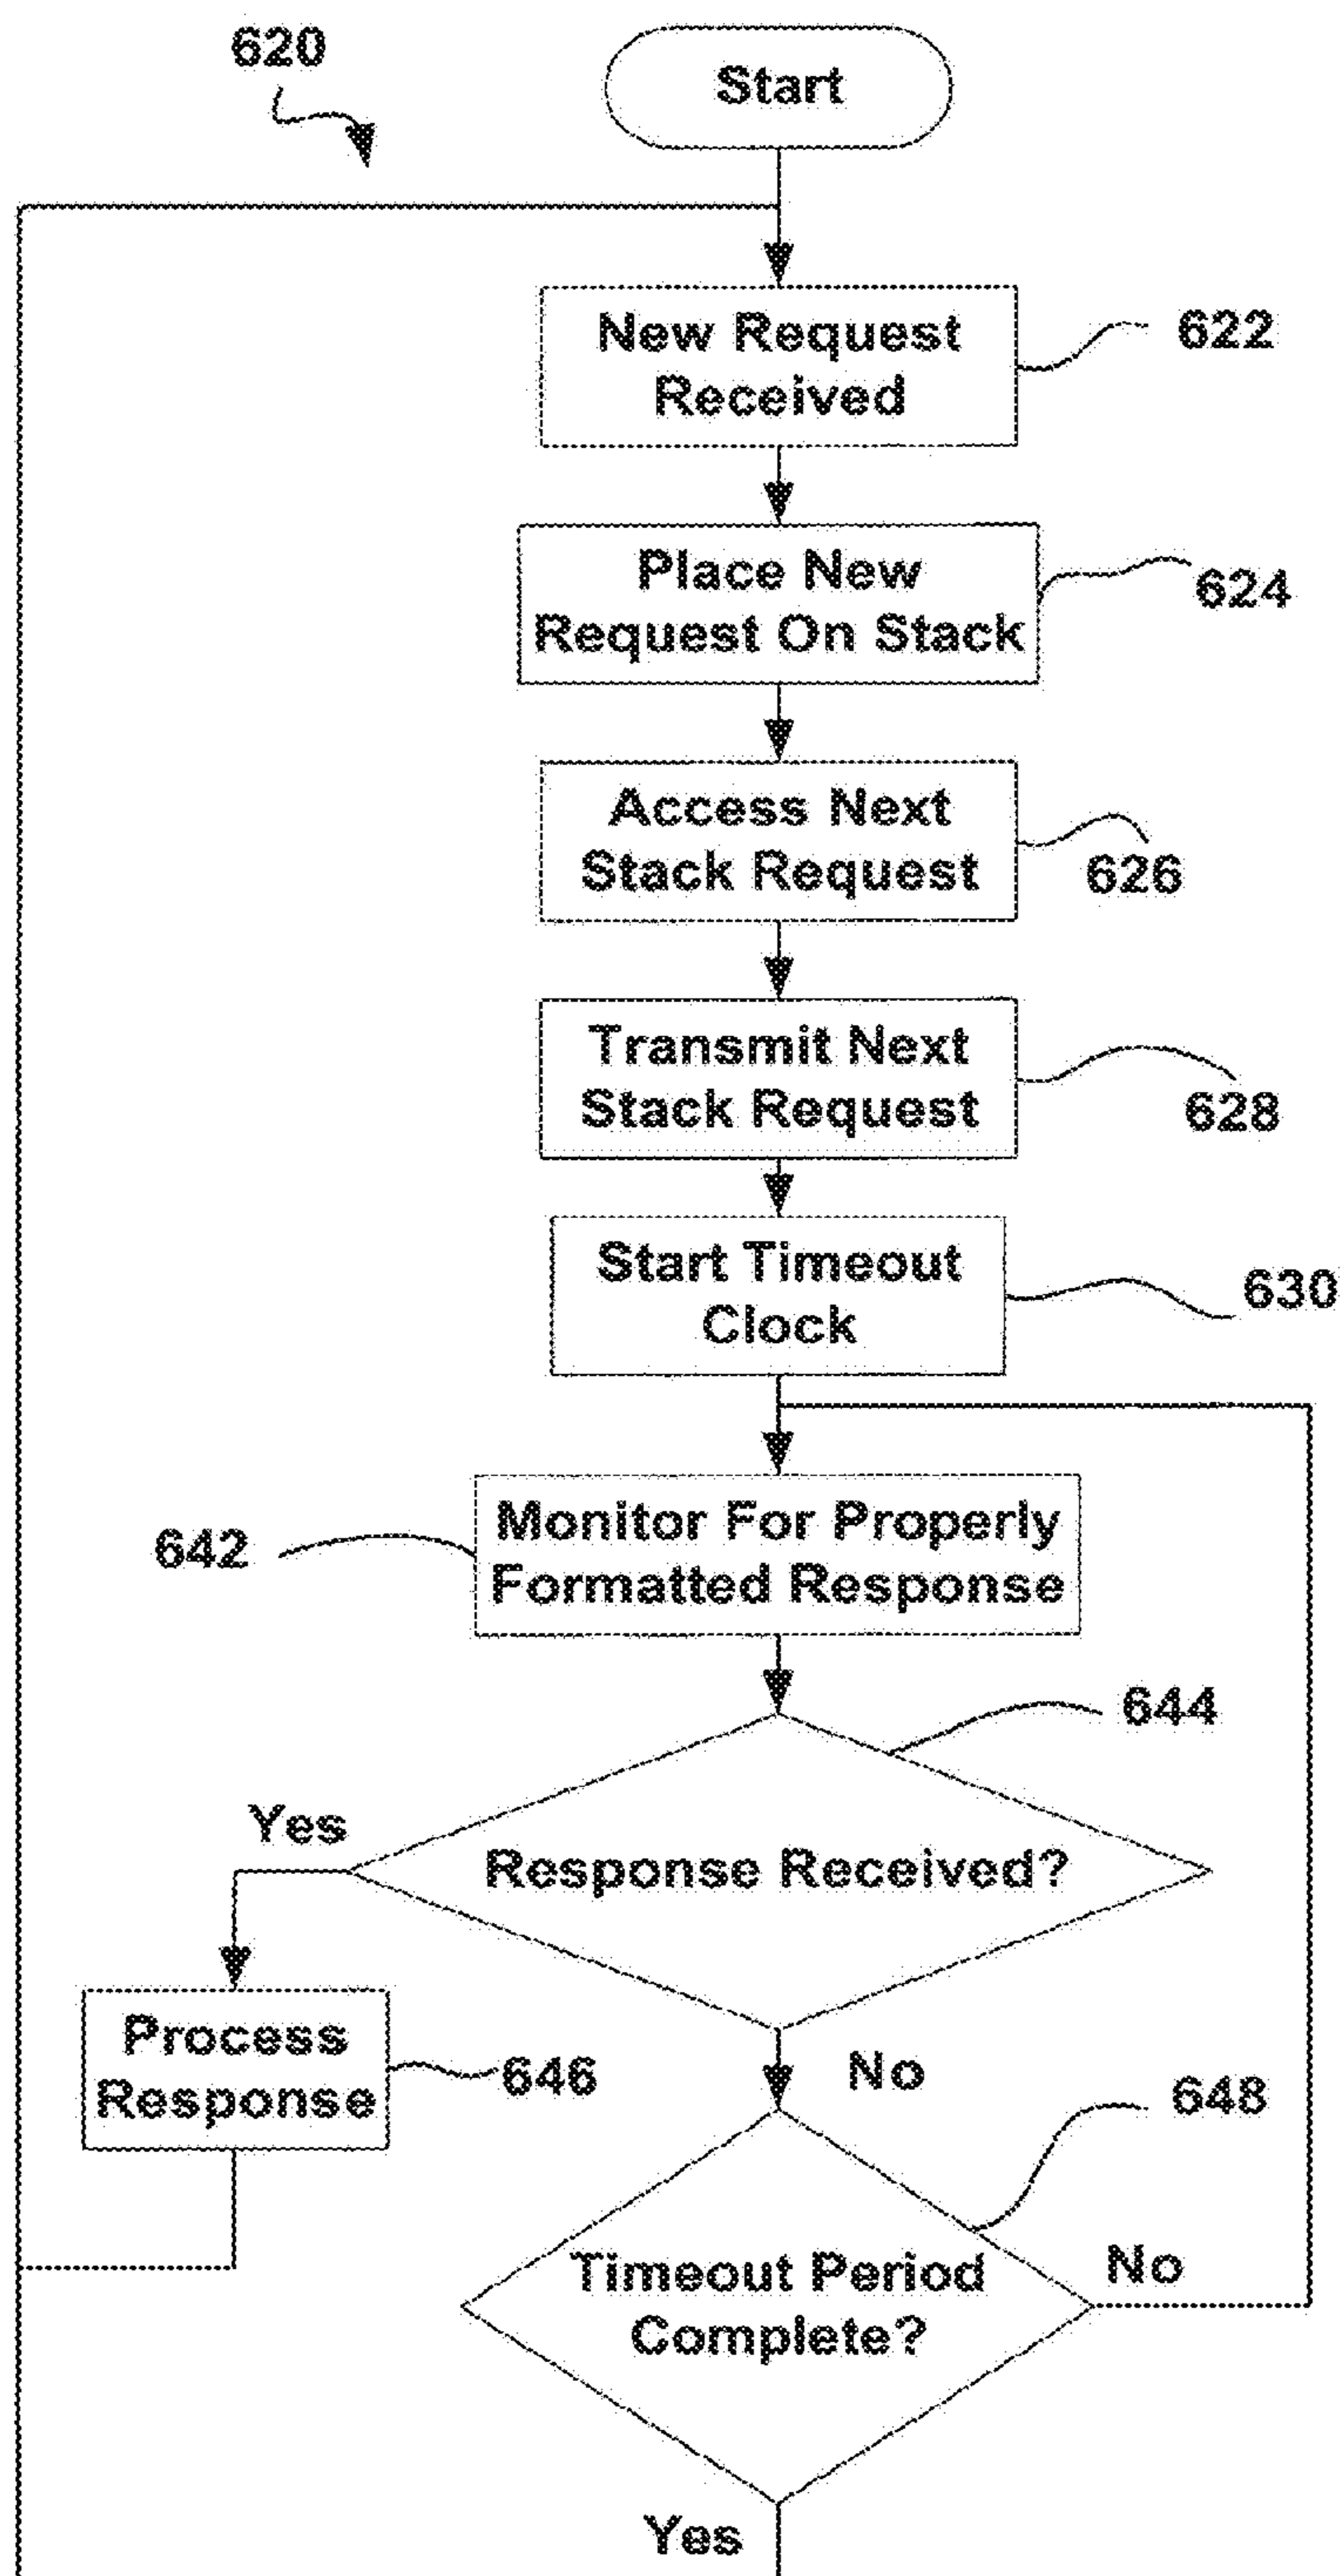 620
Start
New Request
Received
622
Place New
Request On Stack
624
Access Next
Stack Request
626
Transmit Next
Stack Request
628
Start Timeout
Clock
630
Monitor For Properly
Formatted Response
642
644
Yes
Response Received?
Process
Response
646
No
648
Timeout Period
Complete?
No
Yes